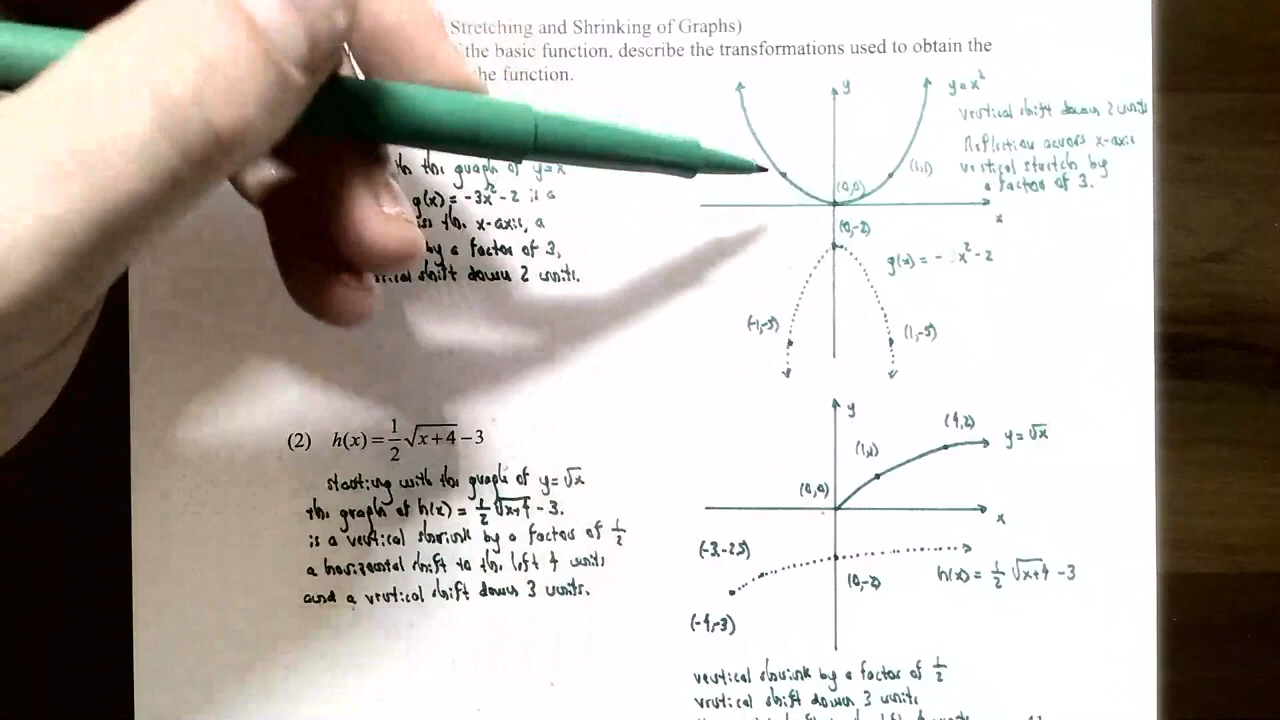 Stretching and Shrinking of Graphs)
the basic function, describe the transformations used to obtain the
the function.
the graph of y=x
g(x) = -3x²-2 is a
the x-axis, a
by a factor of 3,
shift down 2 units.
y
y=x²
vertical shift down 2 units
Reflection across x-axis
vertical stretch by
a factor of 3.
(1,1)
(0,0)
x
(0,-2)
g(x) = - x²-2
(-1,-5)
(1,-5)
(2) h(x)=1/2√(x+4)-3
starting with the graph of y=√x
the graph of h(x) = 1/2√(x+4) - 3.
is a vertical shrink by a factor of 1/2
a horizontal shift to the left 4 units
and a vertical shift down 3 units.
y
(4,2)
y=√x
(1,1)
(0,0)
x
(-3,-2.5)
(0,-2)
h(x) = 1/2 √(x+4) -3
(-4,-3)
vertical shrink by a factor of 1/2
vertical shift down 3 units